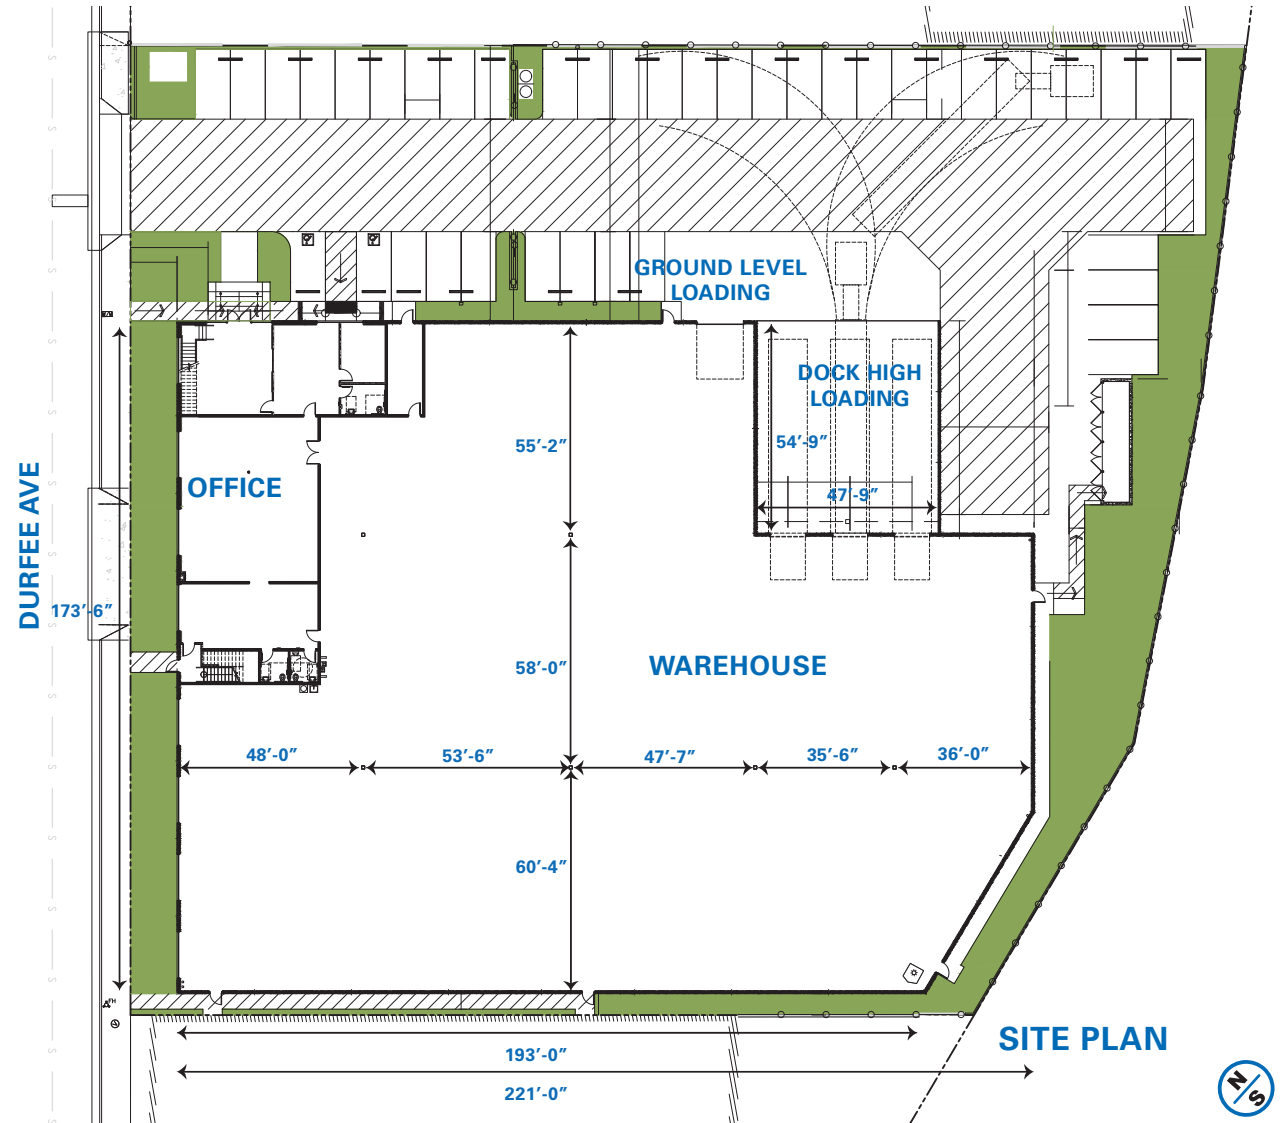 GROUND LEVEL
LOADING
DOCK HIGH
LOADING
55’-2”
54’-9”
47’-9”
OFFICE
DURFEE AVE
173’-6”
58’-0”
WAREHOUSE
48’-0”
53’-6”
47’-7”
35’-6”
36’-0”
60’-4”
FH
193’-0”
221’-0”
SITE PLAN
N
S